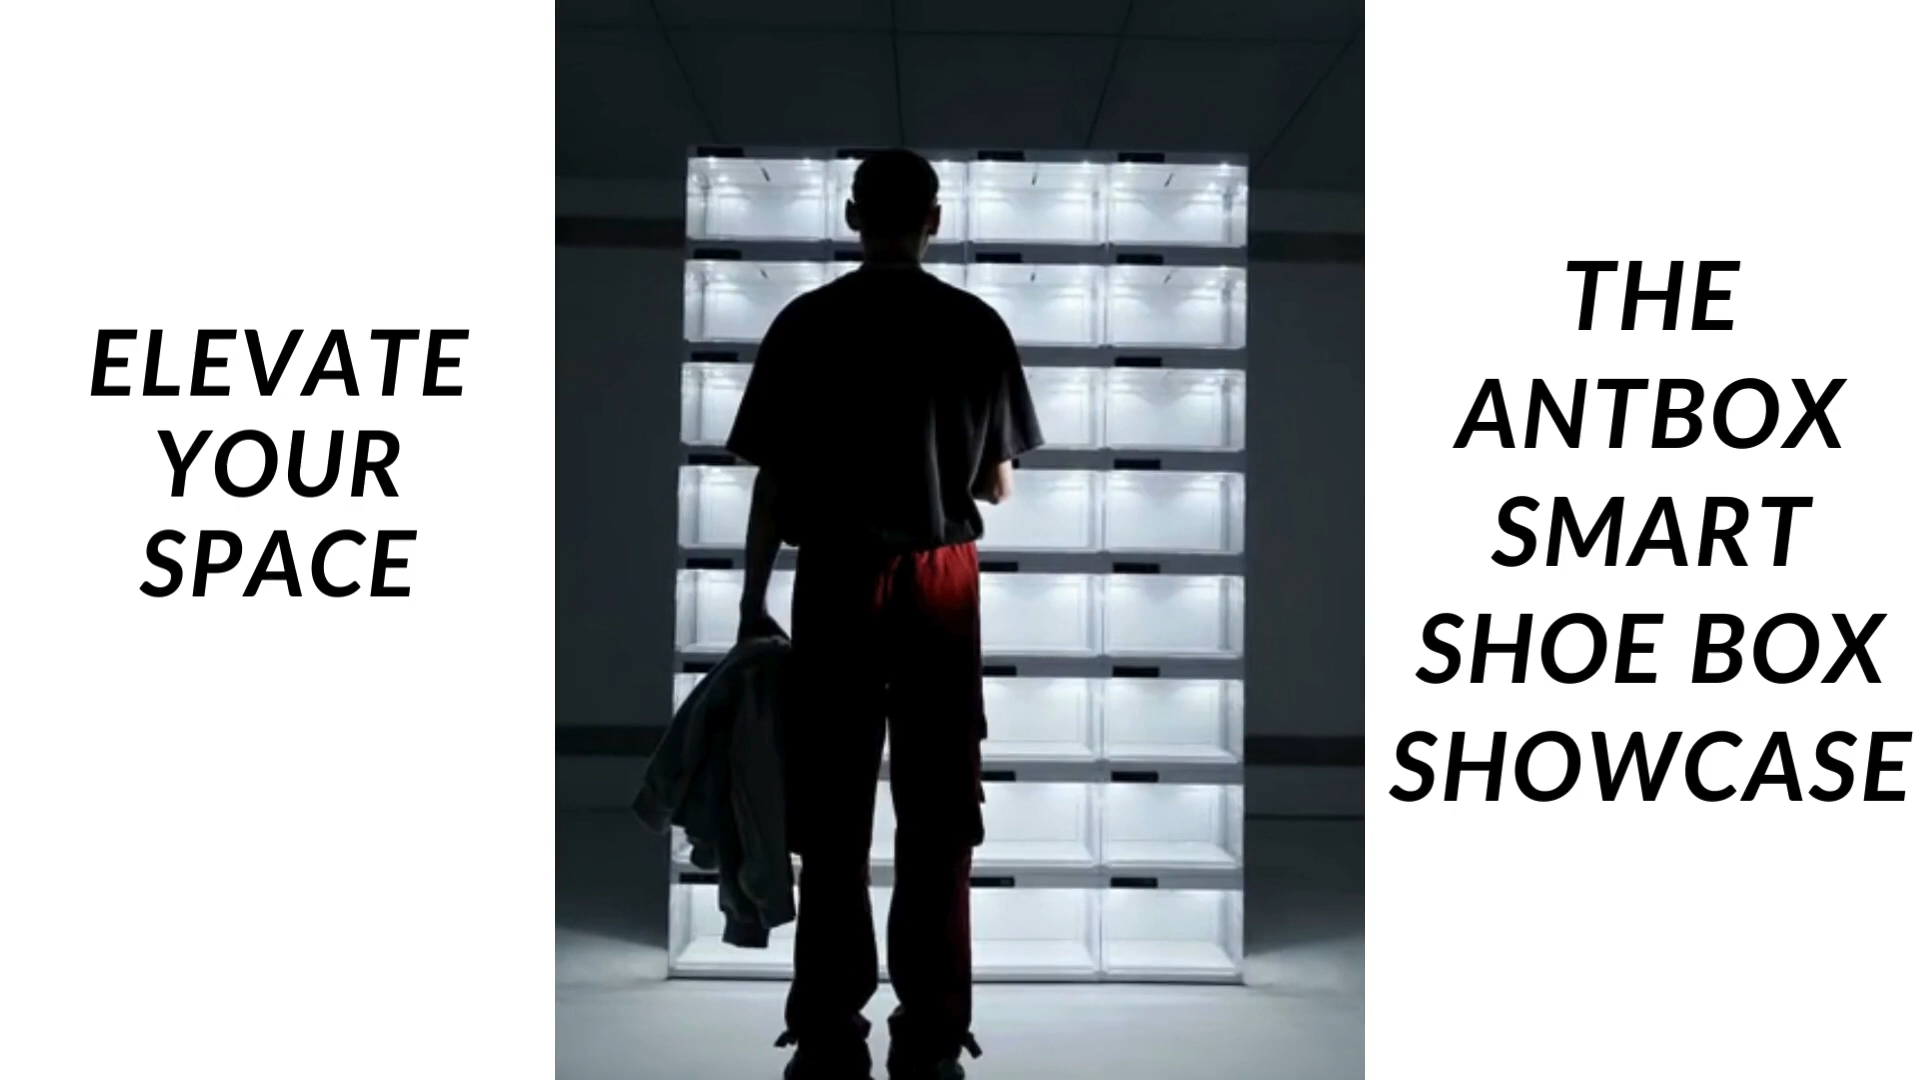 ELEVATE
YOUR
SPACE
THE
ANTBOX
SMART
SHOE BOX
SHOWCASE